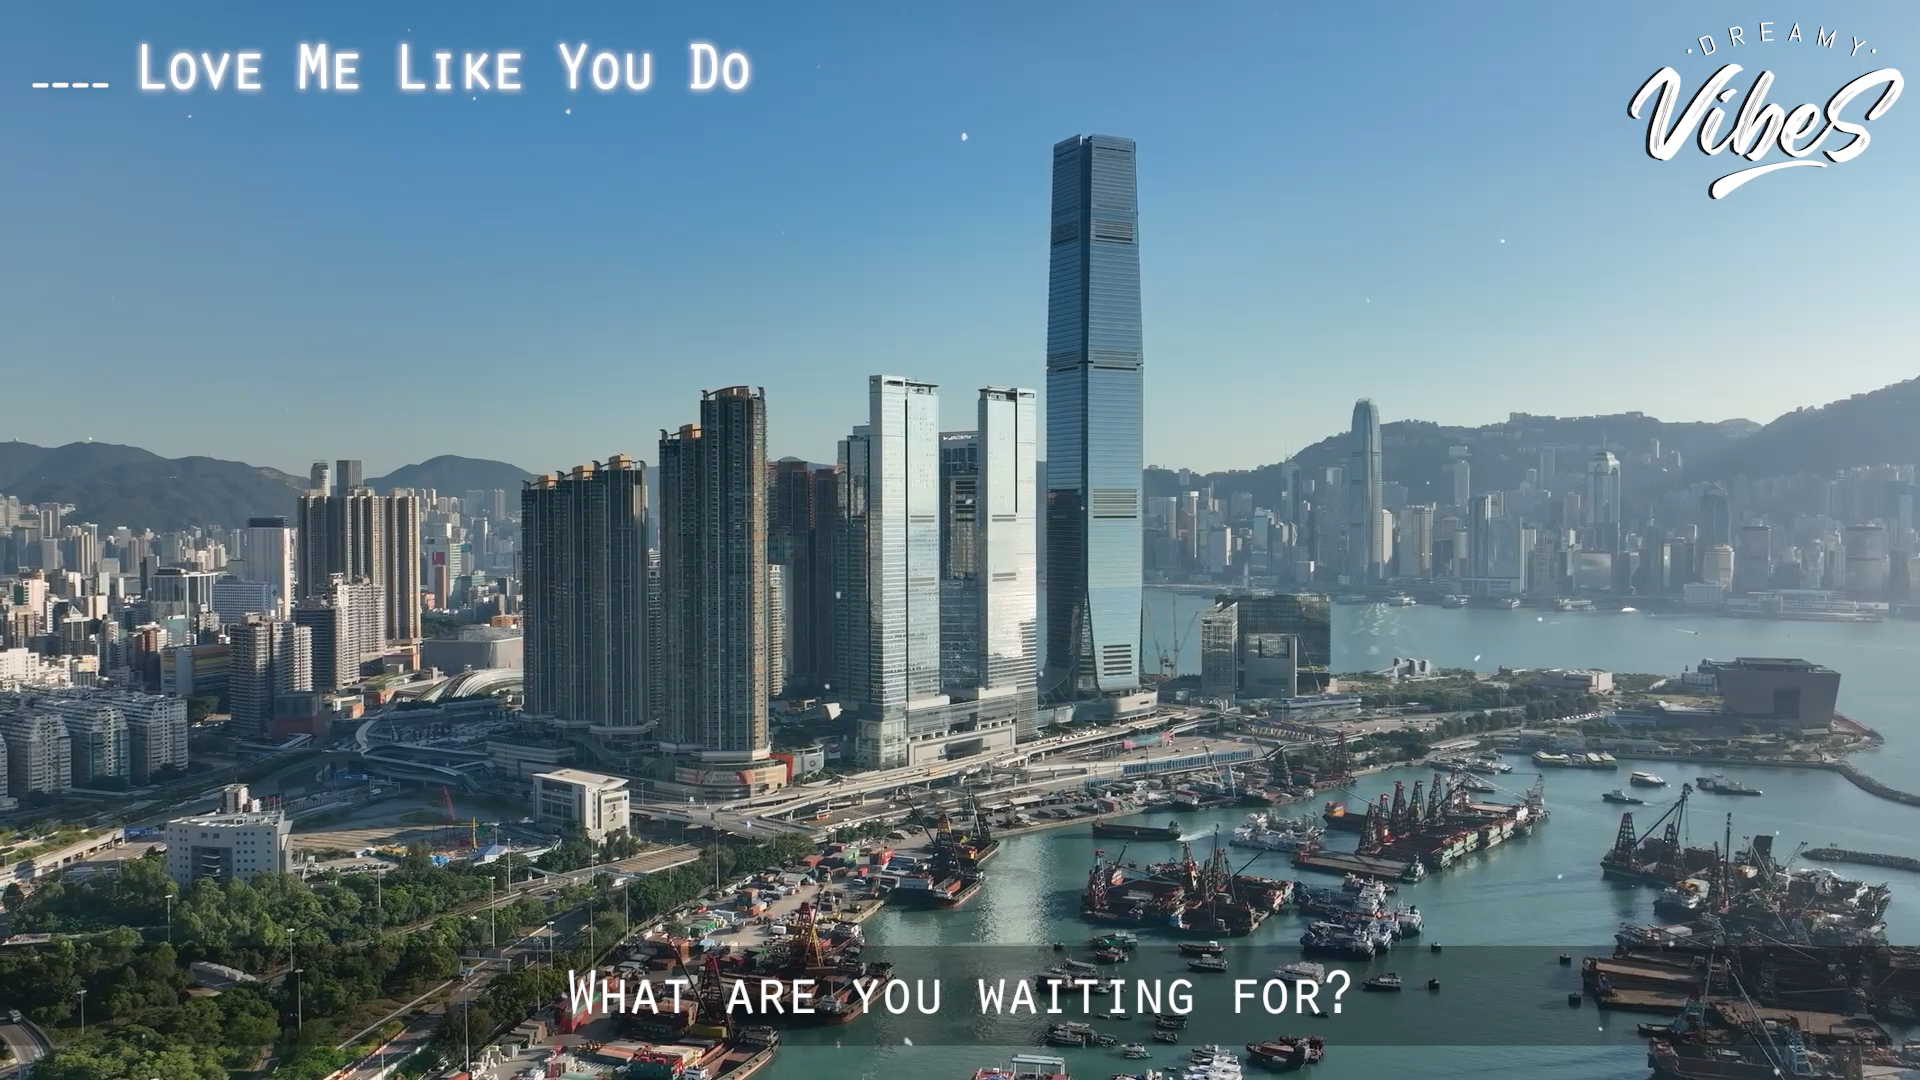 ---- Love Me Like You Do
·DREAMY·
Vibes
What are you waiting for?